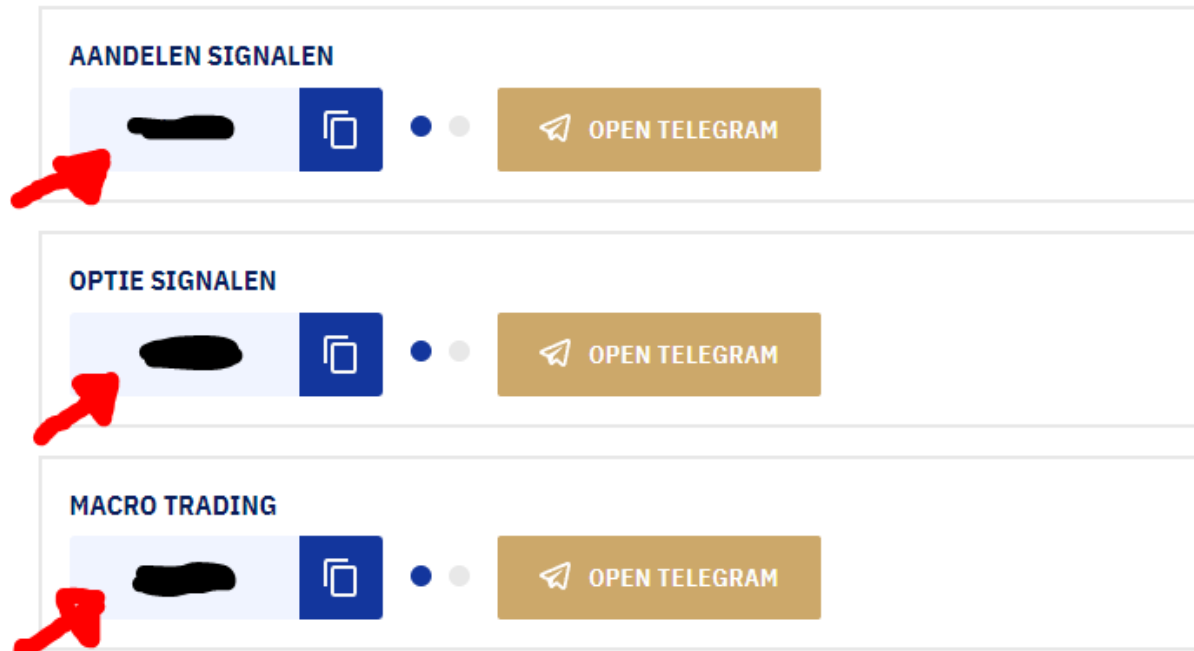 AANDELEN SIGNALEN
OPEN TELEGRAM
OPTIE SIGNALEN
OPEN TELEGRAM
MACRO TRADING
OPEN TELEGRAM